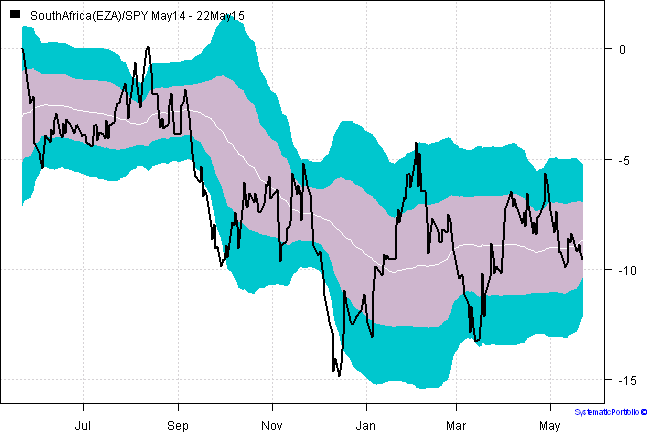 SouthAfrica(EZA)/SPY May14 - 22May15
0
-5
-10
-15
Jul Sep Nov Jan Mar May
SystematicPortfolio ©